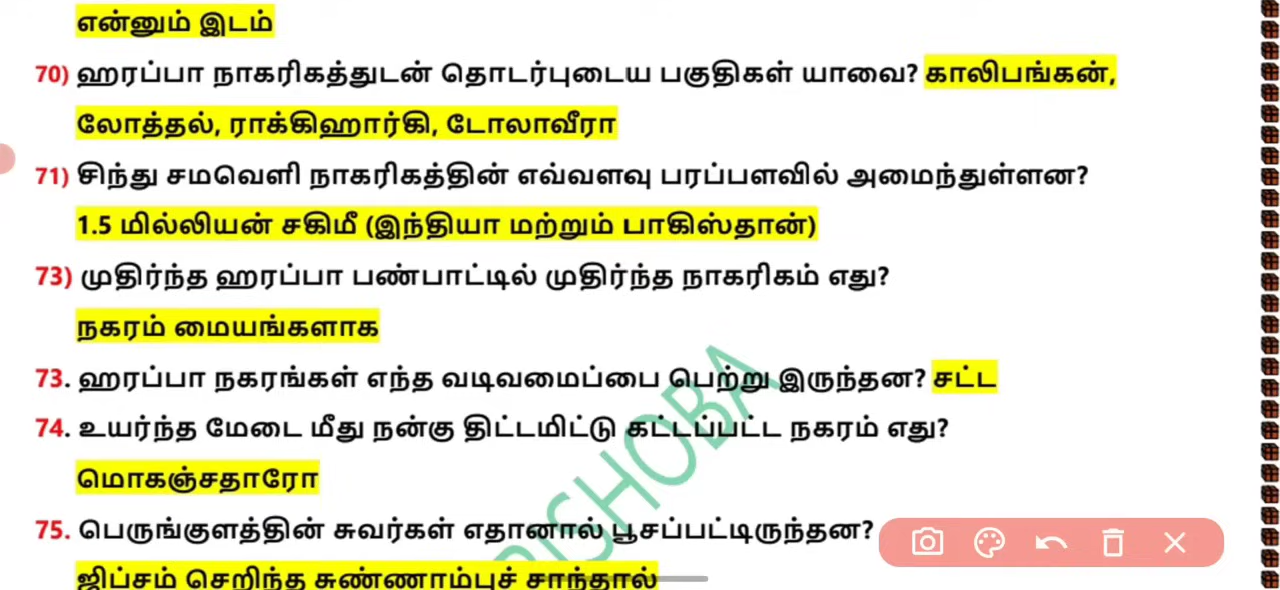 என்னும் இடம்
70) ஹரப்பா நாகரிகத்துடன் தொடர்புடைய பகுதிகள் யாவை? காலிபங்கன்,
லோத்தல், ராக்கிஹார்கி, டோலாவீரா
71) சிந்து சமவெளி நாகரிகத்தின் எவ்வளவு பரப்பளவில் அமைந்துள்ளன?
1.5 மில்லியன் சகிமீ (இந்தியா மற்றும் பாகிஸ்தான்)
73) முதிர்ந்த ஹரப்பா பண்பாட்டில் முதிர்ந்த நாகரிகம் எது?
நகரம் மையங்களாக
73. ஹரப்பா நகரங்கள் எந்த வடிவமைப்பை பெற்று இருந்தன? சட்ட
74. உயர்ந்த மேடை மீது நன்கு திட்டமிட்டு கட்டப்பட்ட நகரம் எது?
மொகஞ்சதாரோ
75. பெருங்குளத்தின் சுவர்கள் எதானால் பூசப்பட்டிருந்தன?
ஜிப்சம் செறிந்த சுண்ணாம்புச் சாந்தால்